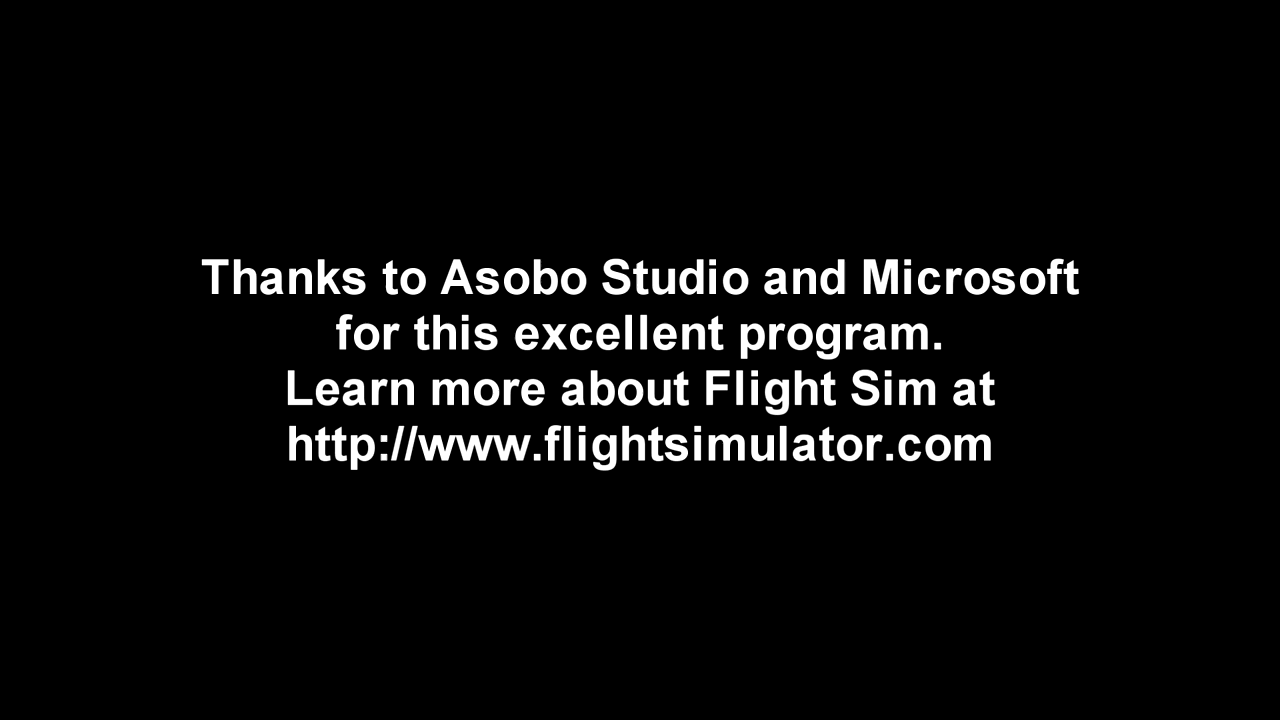 Thanks to Asobo Studio and Microsoft
for this excellent program.
Learn more about Flight Sim at
http://www.flightsimulator.com